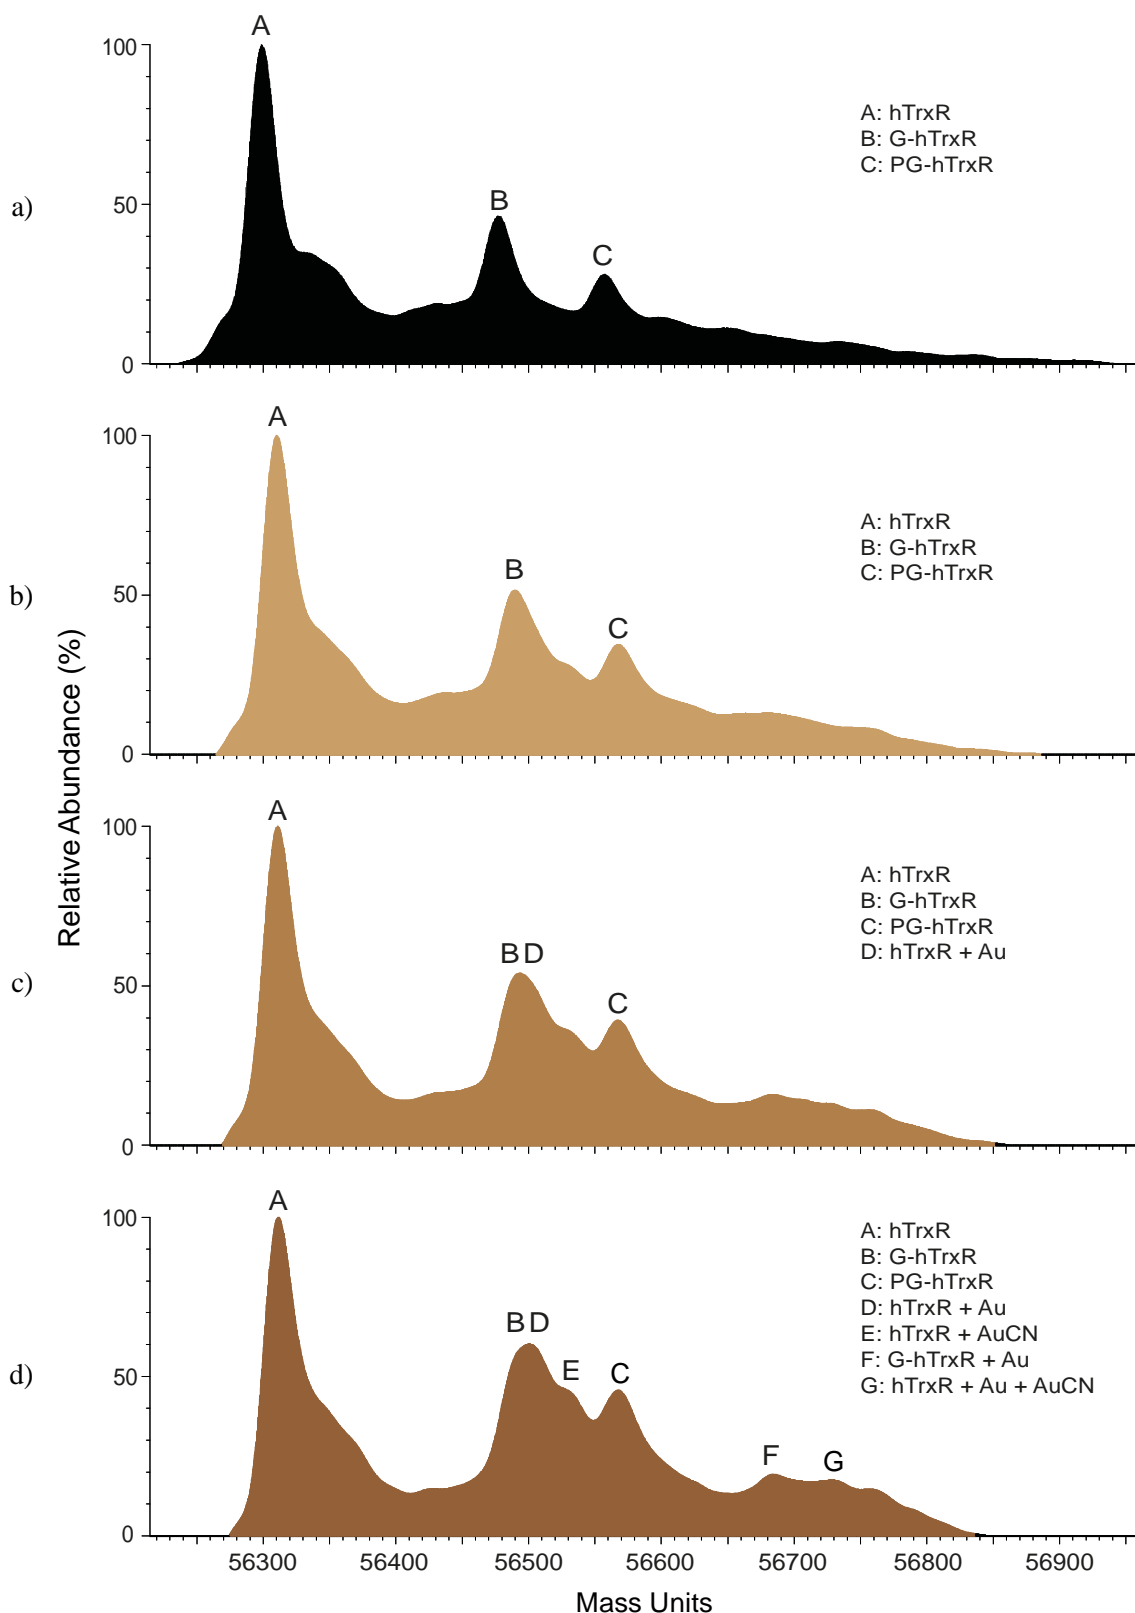 A
100
50
0
B
C
A: hTrxR
B: G-hTrxR
C: PG-hTrxR
a)
A
100
50
0
B
C
A: hTrxR
B: G-hTrxR
C: PG-hTrxR
b)
Relative Abundance (%)
A
100
50
0
B D
C
A: hTrxR
B: G-hTrxR
C: PG-hTrxR
D: hTrxR + Au
c)
A
100
50
0
B D
E
C
F
G
A: hTrxR
B: G-hTrxR
C: PG-hTrxR
D: hTrxR + Au
E: hTrxR + AuCN
F: G-hTrxR + Au
G: hTrxR + Au + AuCN
d)
56300 56400 56500 56600 56700 56800 56900
Mass Units